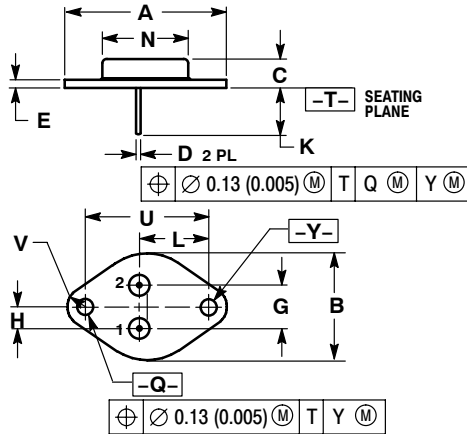 A
N
C
E
-T- SEATING PLANE
K
D 2 PL
⌖ ∅ 0.13 (0.005) Ⓜ T Q Ⓜ Y Ⓜ
U
V
L
-Y-
2
G
B
H
1
-Q-
⌖ ∅ 0.13 (0.005) Ⓜ T Y Ⓜ